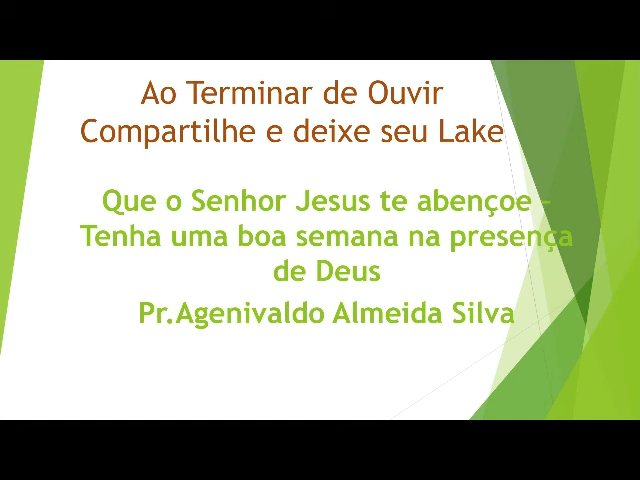 Ao Terminar de Ouvir
Compartilhe e deixe seu Lake
Que o Senhor Jesus te abençoe –
Tenha uma boa semana na presença
de Deus
Pr.Agenivaldo Almeida Silva